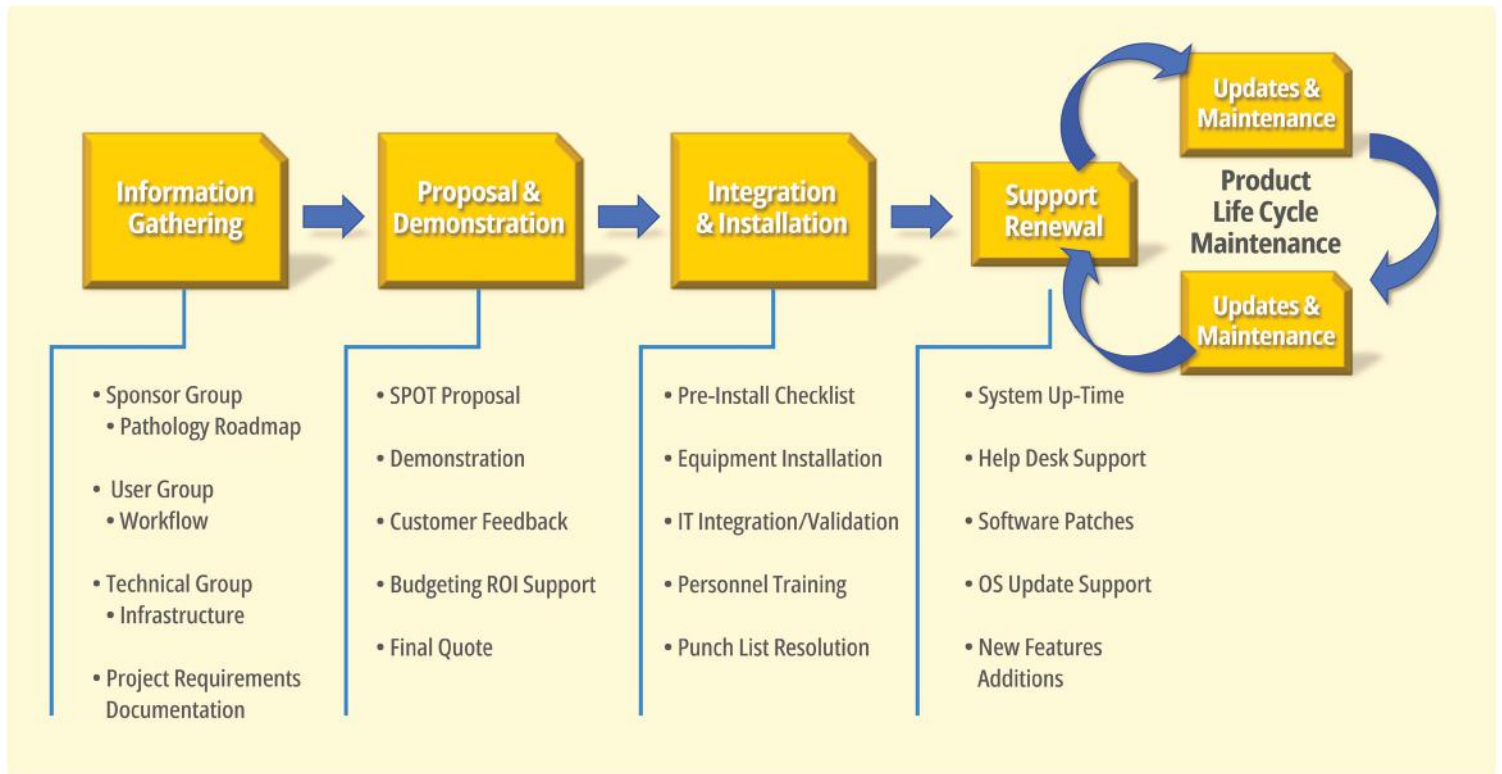 Information
Gathering
Proposal &
Demonstration
Integration
& Installation
Support
Renewal
Updates &
Maintenance
Product
Life Cycle
Maintenance
Updates &
Maintenance
• Sponsor Group
• Pathology Roadmap
• User Group
• Workflow
• Technical Group
• Infrastructure
• Project Requirements
Documentation
• SPOT Proposal
• Demonstration
• Customer Feedback
• Budgeting ROI Support
• Final Quote
• Pre-Install Checklist
• Equipment Installation
• IT Integration/Validation
• Personnel Training
• Punch List Resolution
• System Up-Time
• Help Desk Support
• Software Patches
• OS Update Support
• New Features
Additions